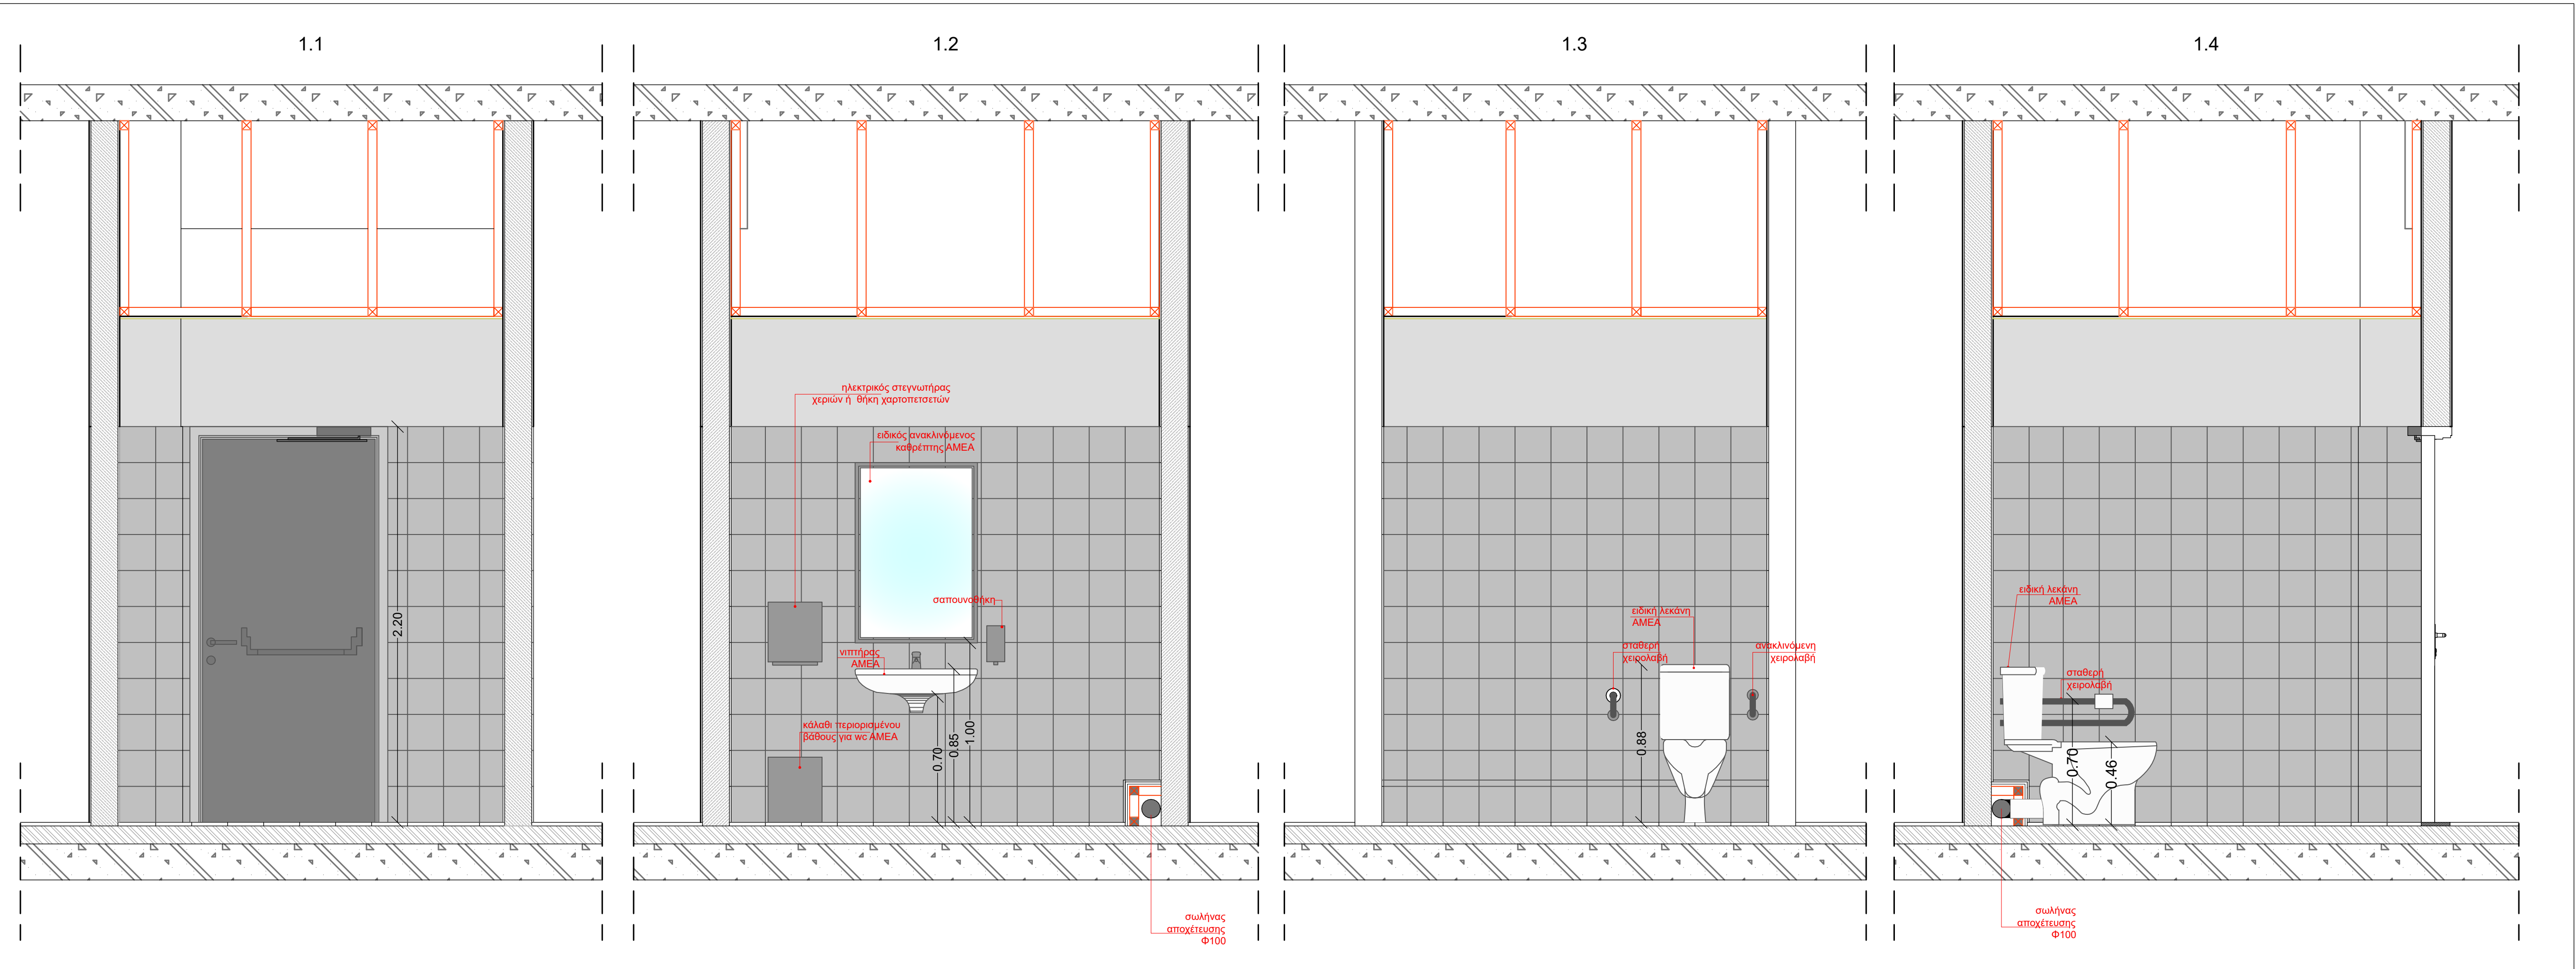 1.1
1.2
1.3
1.4
2.20
ηλεκτρικός στεγνωτήρας
χεριών ή θήκη χαρτοπετσετών
ειδικός ανακλινόμενος
καθρέπτης ΑΜΕΑ
σαπουνοθήκη
νιπτήρας
ΑΜΕΑ
κάλαθι περιορισμένου
βάθους για wc ΑΜΕΑ
0.70
0.85
1.00
σωλήνας
αποχέτευσης
Φ100
ειδική λεκάνη
ΑΜΕΑ
σταθερή
χειρολαβή
ανακλινόμενη
χειρολαβή
0.88
ειδική λεκάνη
ΑΜΕΑ
σταθερή
χειρολαβή
0.70
0.46
σωλήνας
αποχέτευσης
Φ100